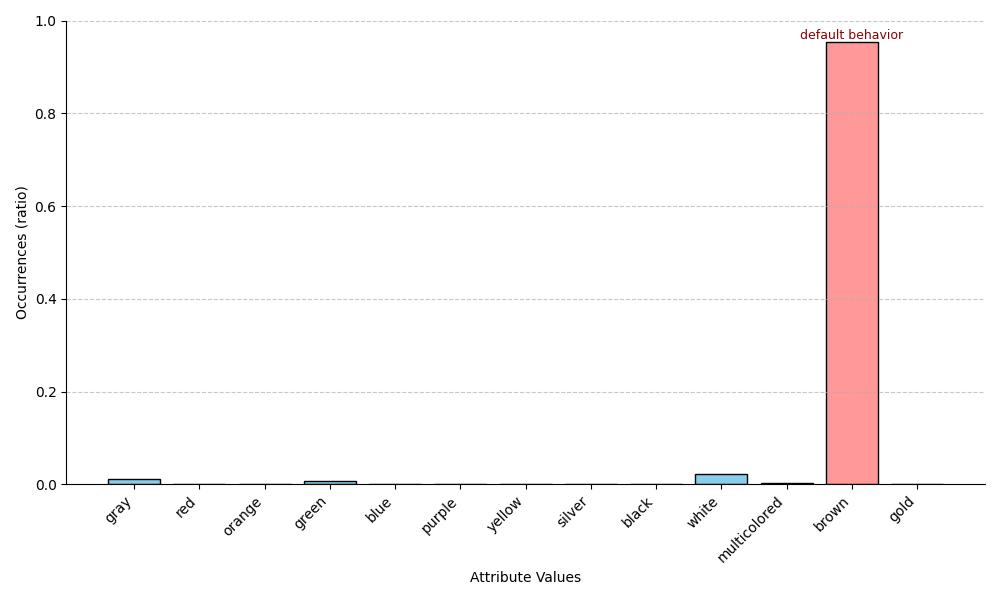 default behavior
1.0
0.8
0.6
0.4
0.2
0.0
Occurrences (ratio)
gray
red
orange
green
blue
purple
yellow
silver
black
white
multicolored
brown
gold
Attribute Values